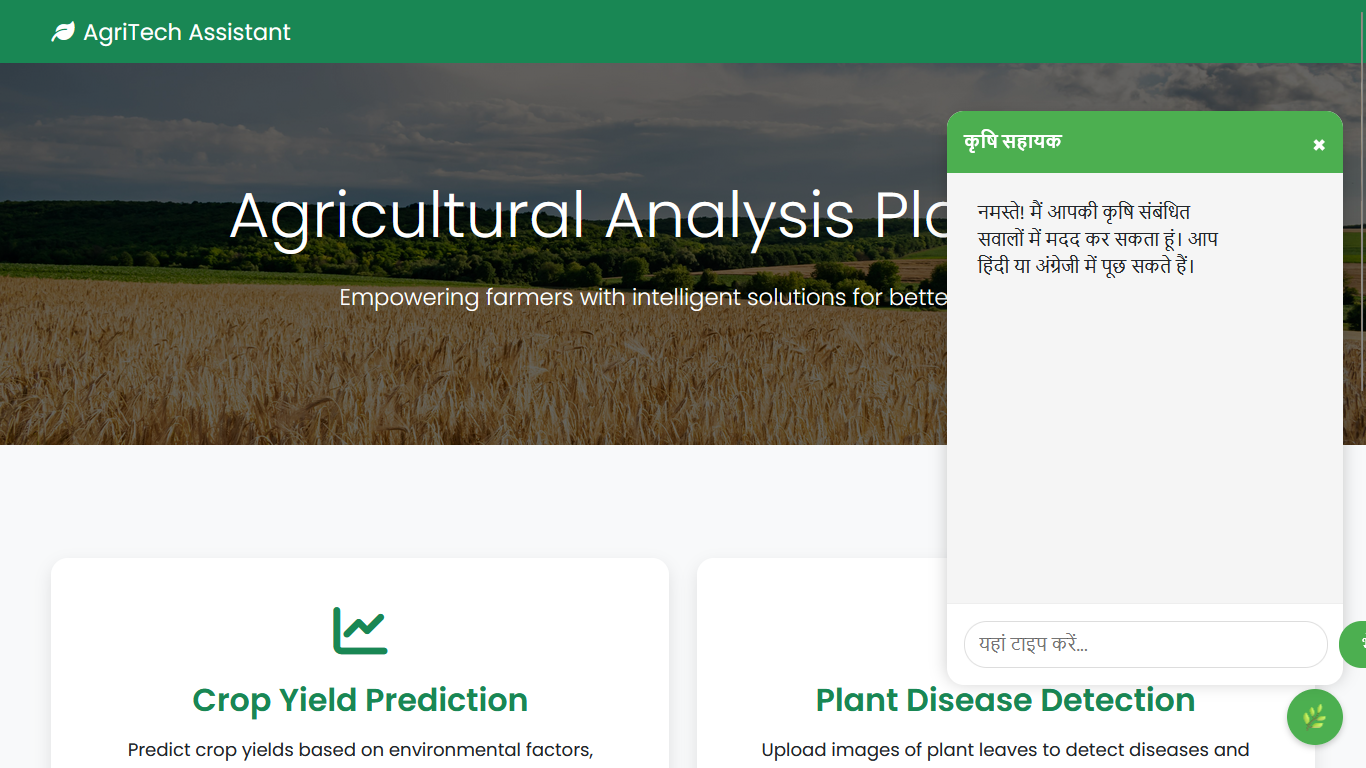 AgriTech Assistant
Agricultural Analysis
Empowering farmers with intelligent solutions for bette
कृषि सहायक
✖
नमस्ते! मैं आपकी कृषि संबंधित
सवालों में मदद कर सकता हूं। आप
हिंदी या अंग्रेजी में पूछ सकते हैं।
यहां टाइप करें...
Crop Yield Prediction
Predict crop yields based on environmental factors,
Plant Disease Detection
Upload images of plant leaves to detect diseases and